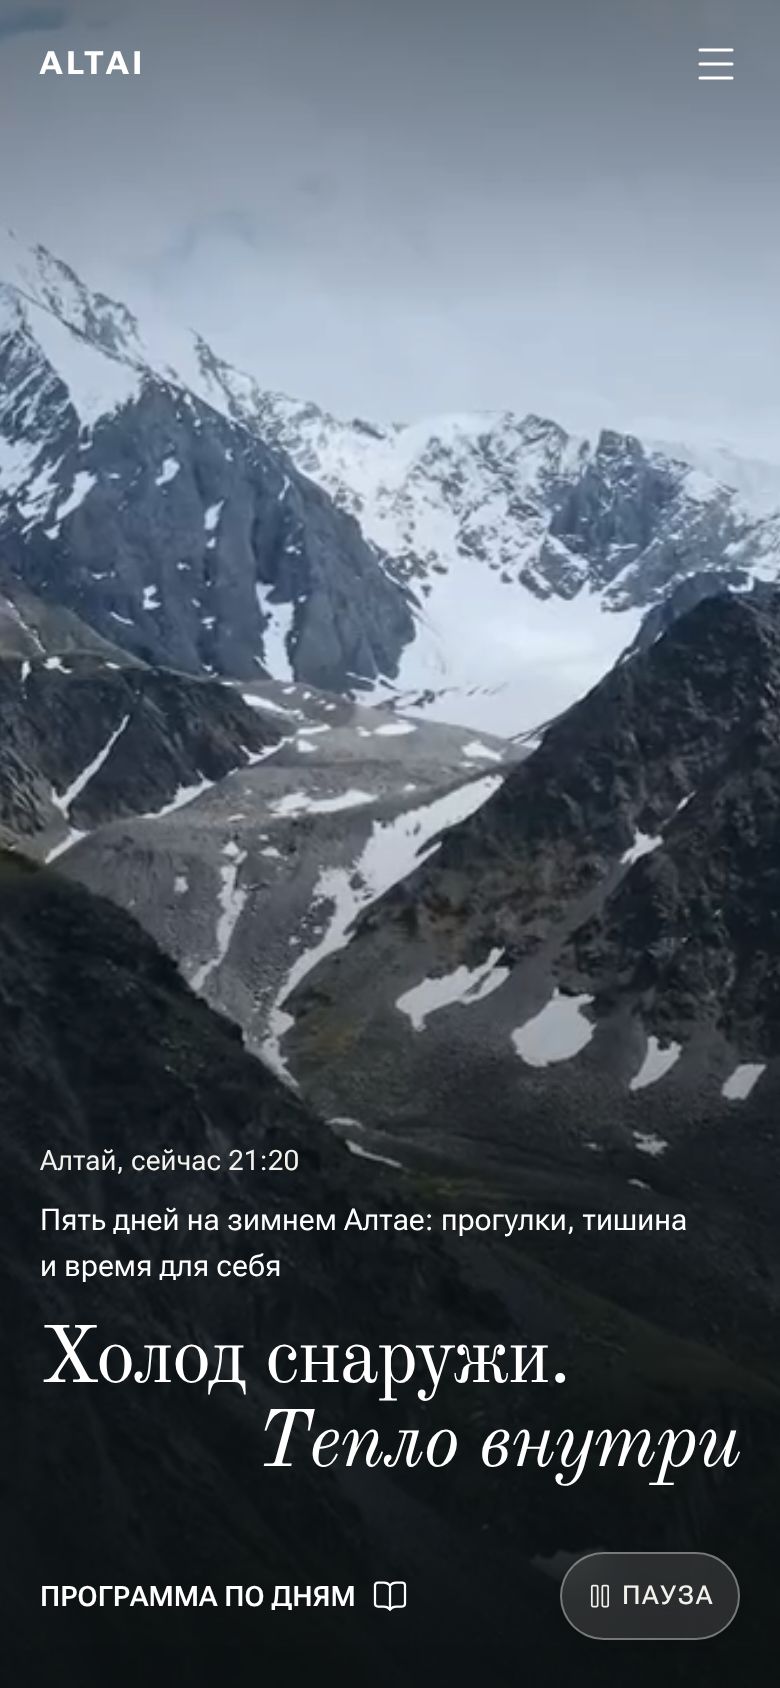 ALTAI
Алтай, сейчас 21:20
Пять дней на зимнем Алтае: прогулки, тишина
и время для себя
Холод снаружи.
Тепло внутри
ПРОГРАММА ПО ДНЯМ
ПАУЗА